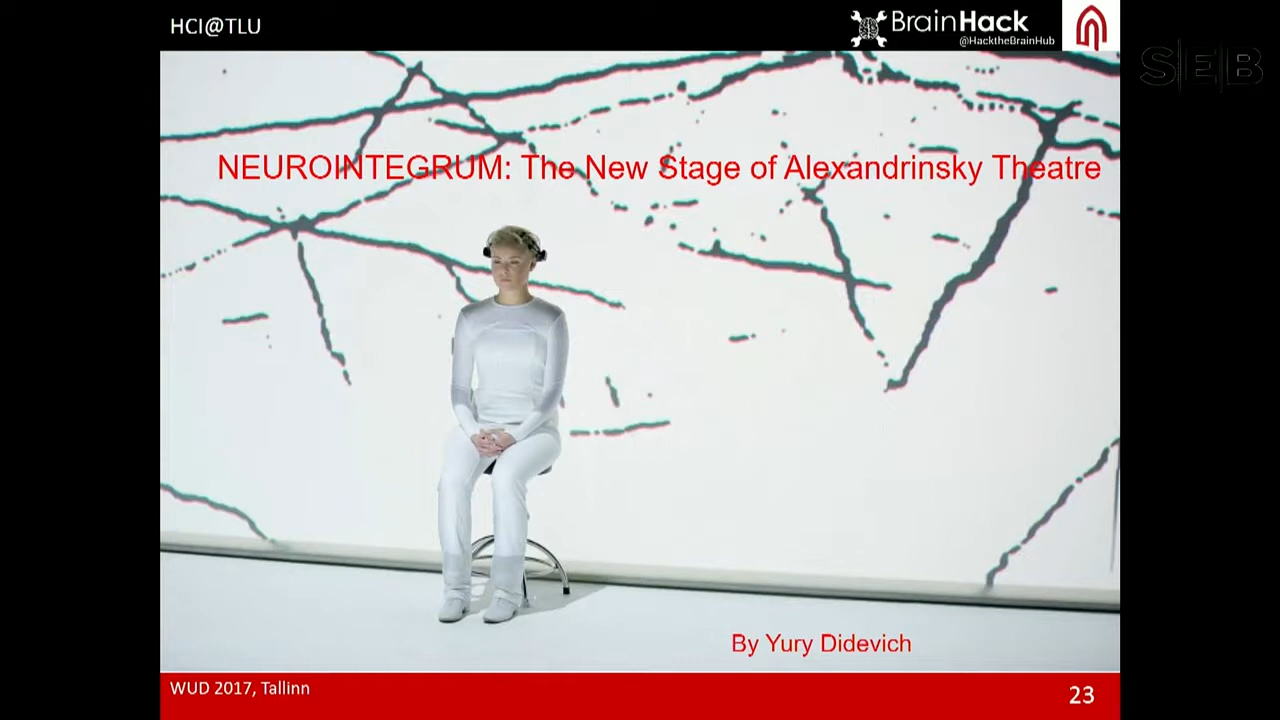 HCI@TLU
BrainHack
@HacktheBrainHub
SEB
NEUROINTEGRUM: The New Stage of Alexandrinsky Theatre
By Yury Didevich
WUD 2017, Tallinn
23